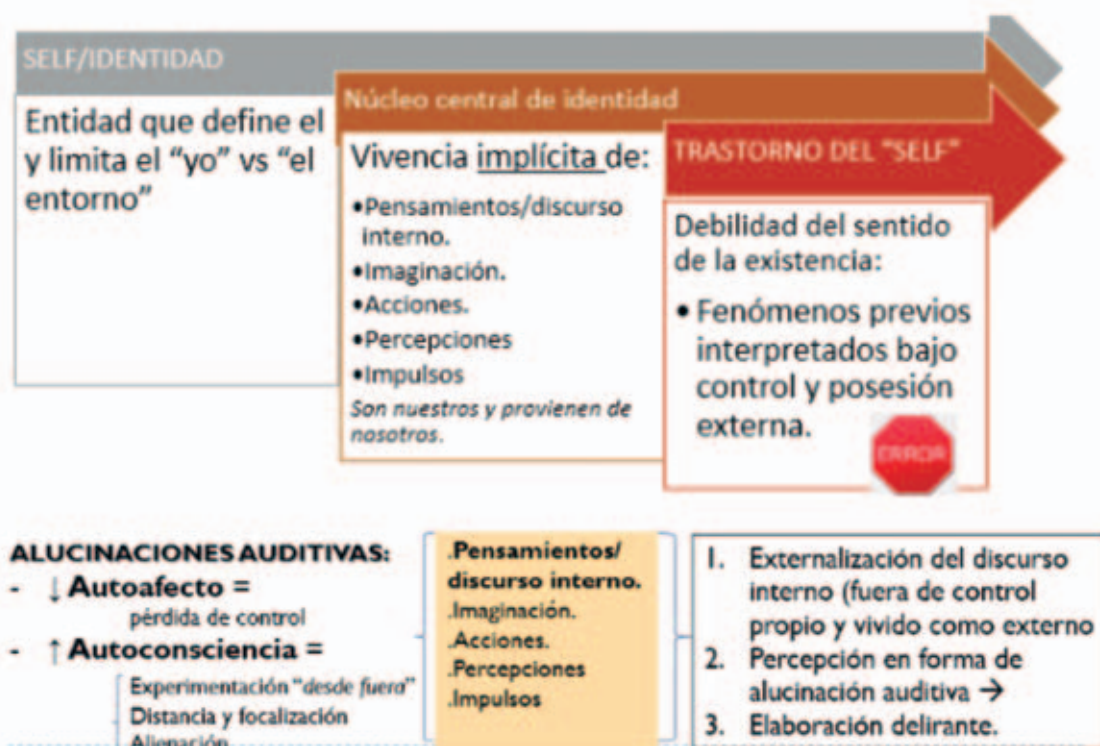 SELF/IDENTIDAD
Entidad que define el
y limita el "yo" vs "el
entorno"
Núcleo central de identidad
Vivencia implícita de:
•Pensamientos/discurso
interno.
•Imaginación.
•Acciones.
•Percepciones
•Impulsos
Son nuestros y provienen de
nosotros.
TRASTORNO DEL "SELF"
Debilidad del sentido
de la existencia:
• Fenómenos previos
interpretados bajo
control y posesión
externa.
ERROR
ALUCINACIONES AUDITIVAS:
- ↓ Autoafecto =
pérdida de control
- ↑ Autoconsciencia =
Experimentación "desde fuera"
Distancia y focalización
Alienación
.Pensamientos/
discurso interno.
.Imaginación.
.Acciones.
.Percepciones
.Impulsos
1. Externalización del discurso
interno (fuera de control
propio y vivido como externo
2. Percepción en forma de
alucinación auditiva →
3. Elaboración delirante.